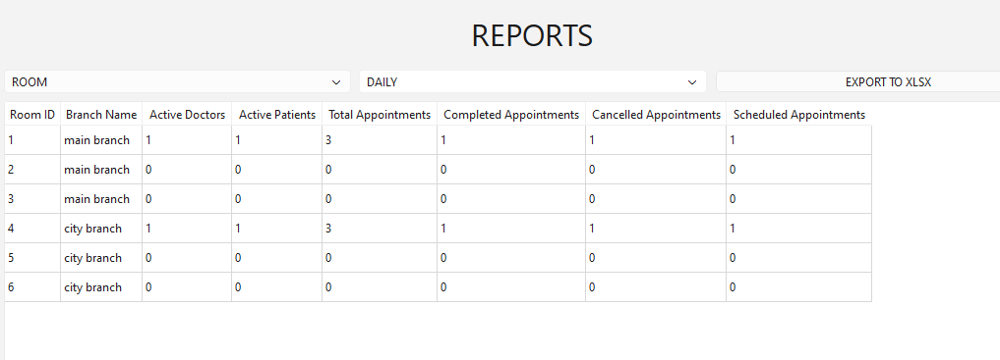 REPORTS
ROOM DAILY EXPORT TO XLSX
Room ID Branch Name Active Doctors Active Patients Total Appointments Completed Appointments Cancelled Appointments Scheduled Appointments
1 main branch 1 1 3 1 1 1
2 main branch 0 0 0 0 0 0
3 main branch 0 0 0 0 0 0
4 city branch 1 1 3 1 1 1
5 city branch 0 0 0 0 0 0
6 city branch 0 0 0 0 0 0